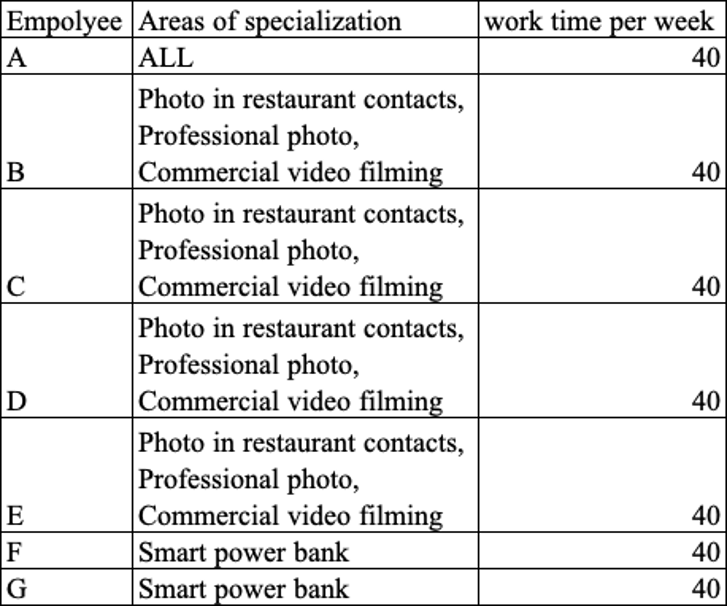 Empolyee Areas of specialization work time per week
A ALL 40
Photo in restaurant contacts,
Professional photo,
B Commercial video filming 40
Photo in restaurant contacts,
Professional photo,
C Commercial video filming 40
Photo in restaurant contacts,
Professional photo,
D Commercial video filming 40
Photo in restaurant contacts,
Professional photo,
E Commercial video filming 40
F Smart power bank 40
G Smart power bank 40